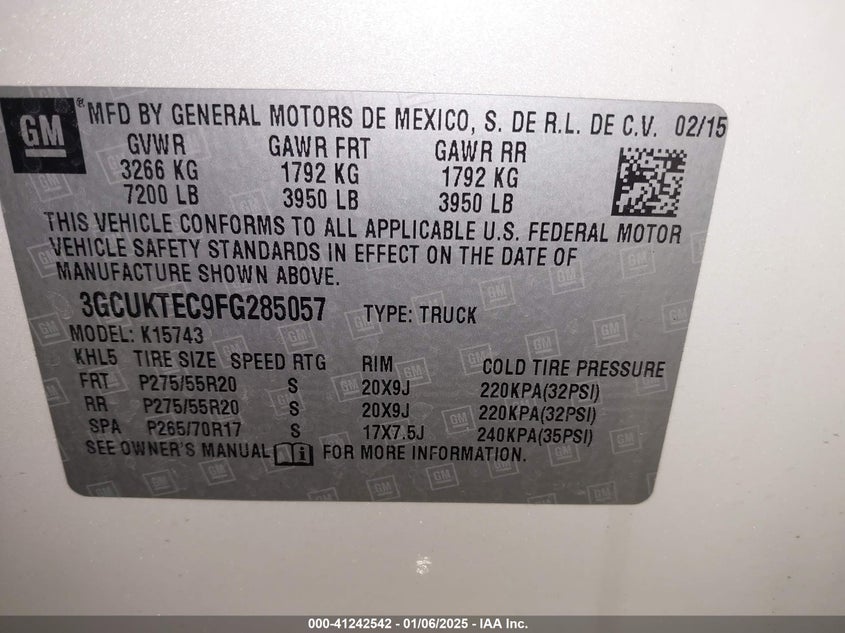 GM ® MFD BY GENERAL MOTORS DE MEXICO, S. DE R.L. DE C.V. 02/15
GVWR GAWR FRT GAWR RR
3266 KG 1792 KG 1792 KG
7200 LB 3950 LB 3950 LB
THIS VEHICLE CONFORMS TO ALL APPLICABLE U.S. FEDERAL MOTOR
VEHICLE SAFETY STANDARDS IN EFFECT ON THE DATE OF
MANUFACTURE SHOWN ABOVE.
3GCUKTEC9FG285057 TYPE: TRUCK
MODEL: K15743
KHL5 TIRE SIZE SPEED RTG RIM COLD TIRE PRESSURE
FRT P275/55R20 S 20X9J 220KPA(32PSI)
RR P275/55R20 S 20X9J 220KPA(32PSI)
SPA P265/70R17 S 17X7.5J 240KPA(35PSI)
SEE OWNER'S MANUAL FOR MORE INFORMATION.
000-41242542 - 01/06/2025 - IAA Inc.